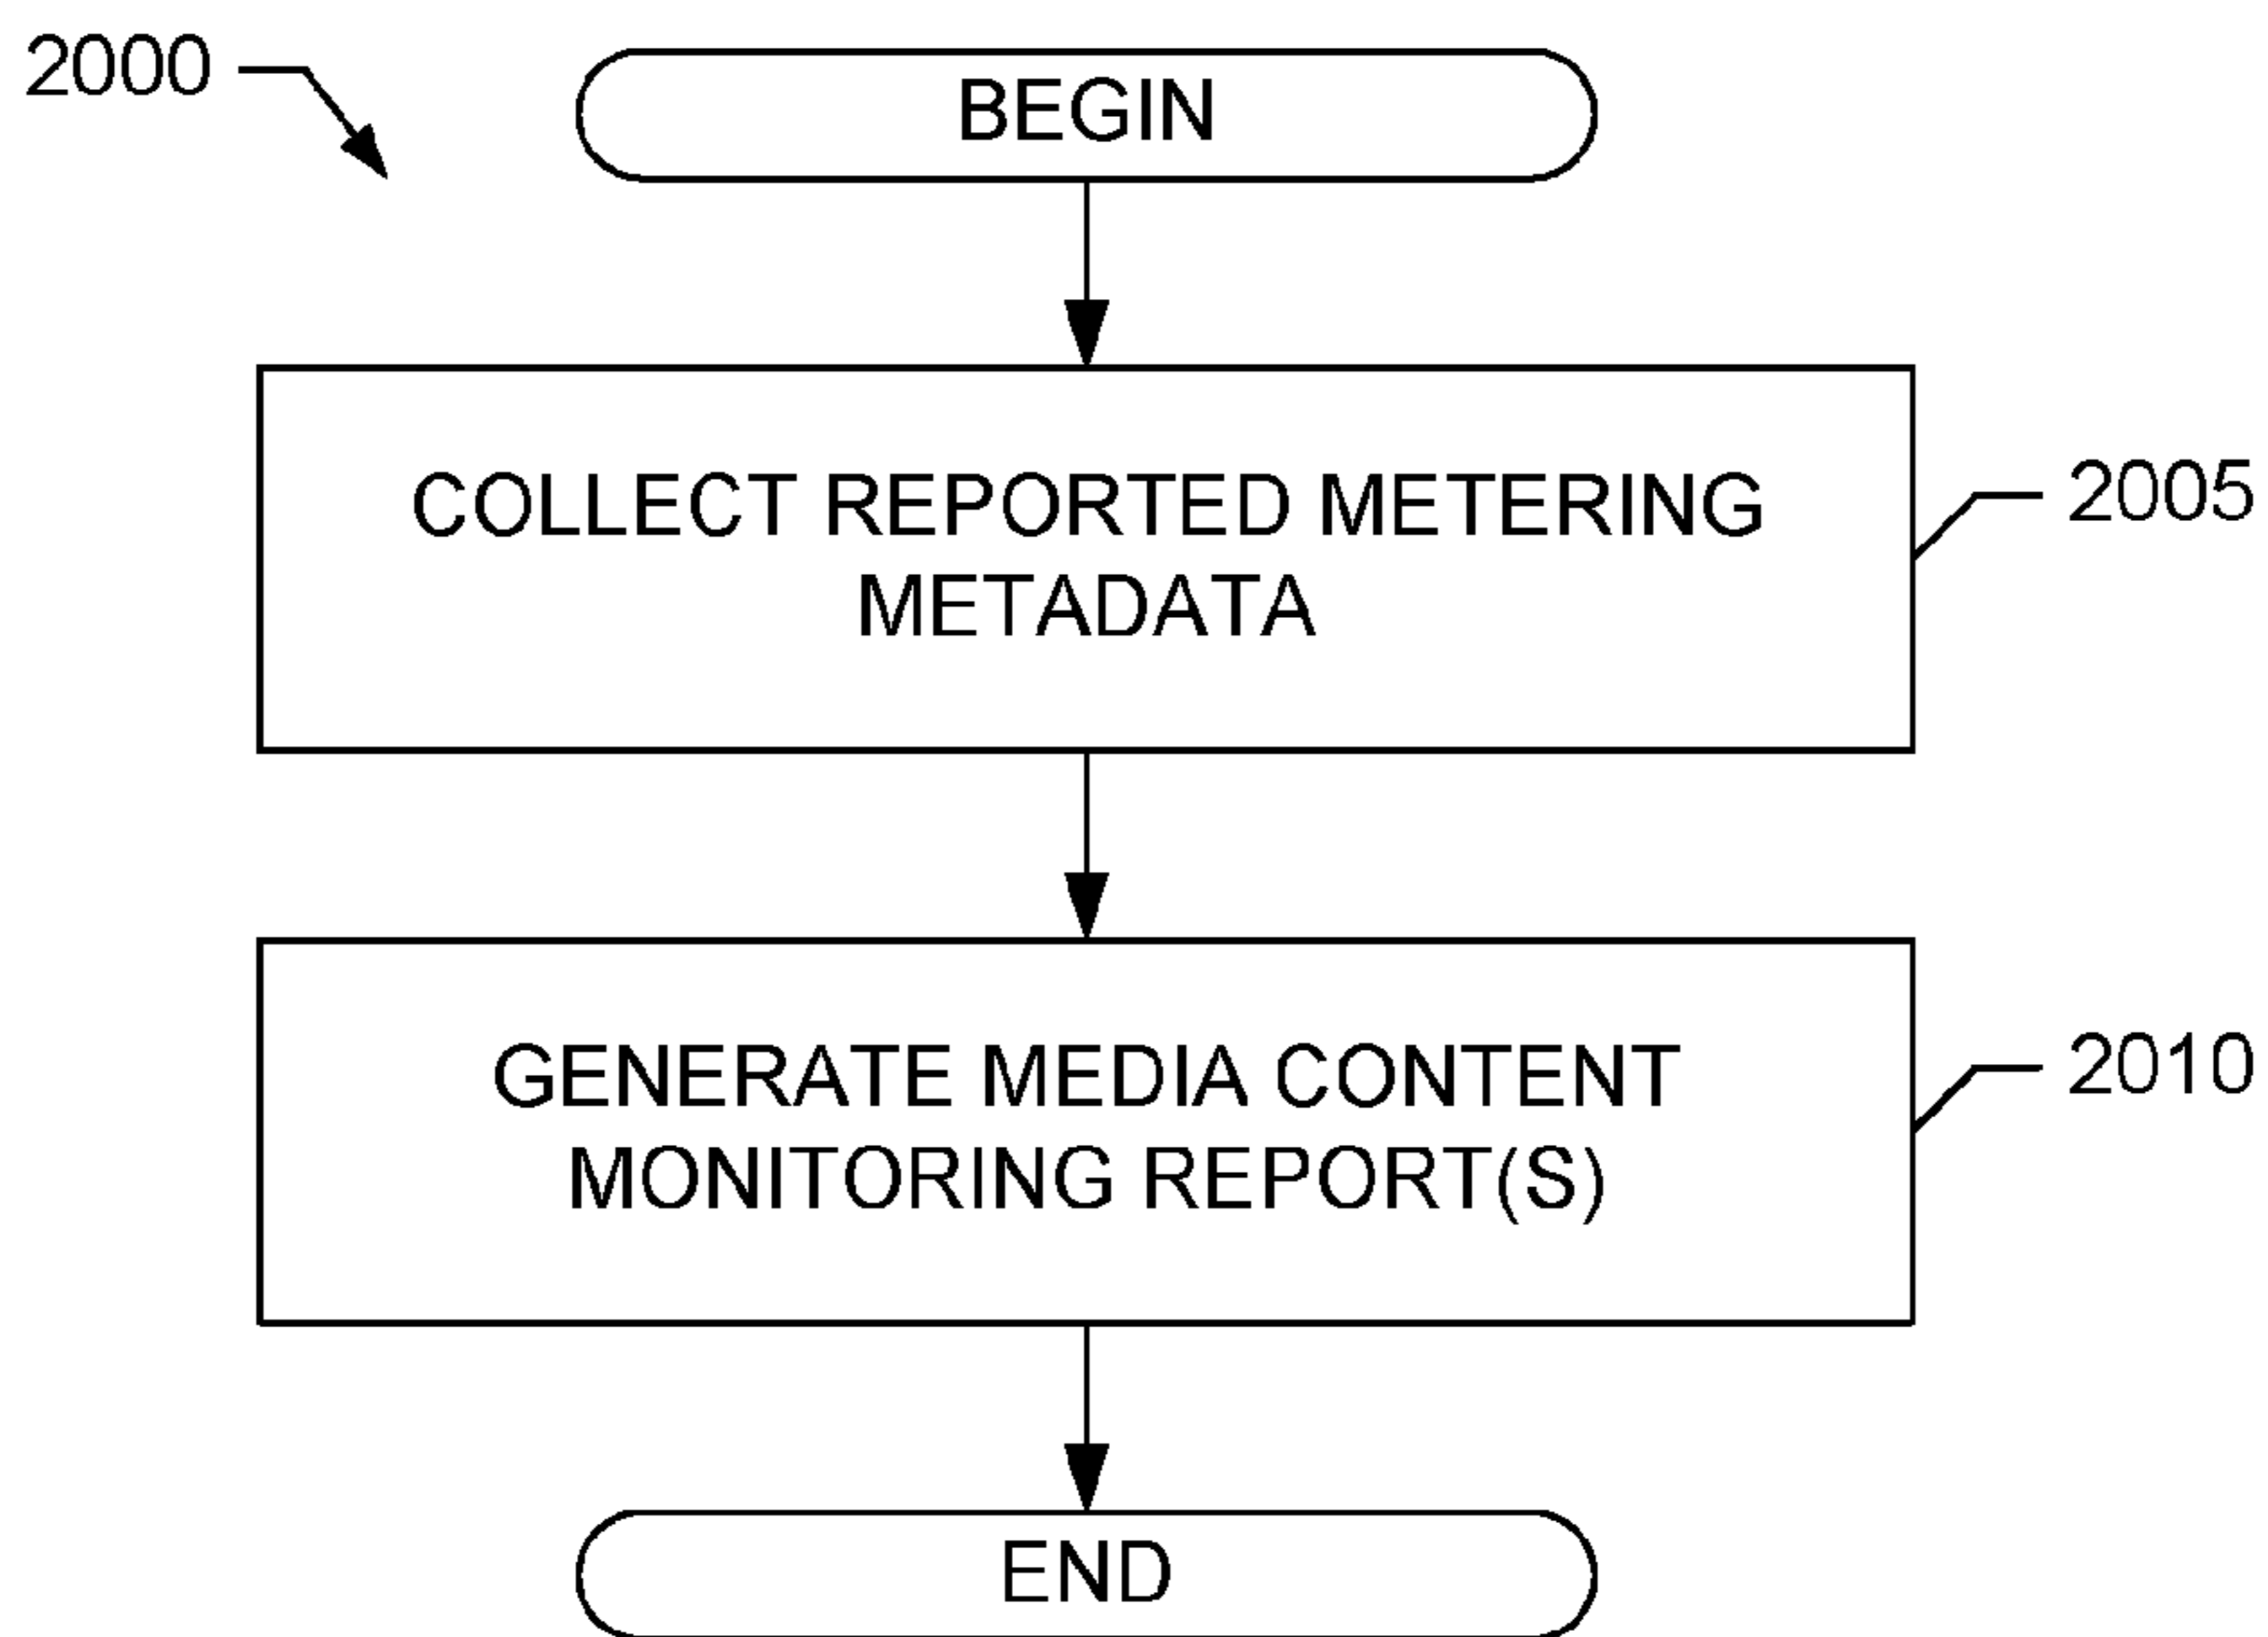 2000
BEGIN
COLLECT REPORTED METERING
METADATA
2005
GENERATE MEDIA CONTENT
MONITORING REPORT(S)
2010
END